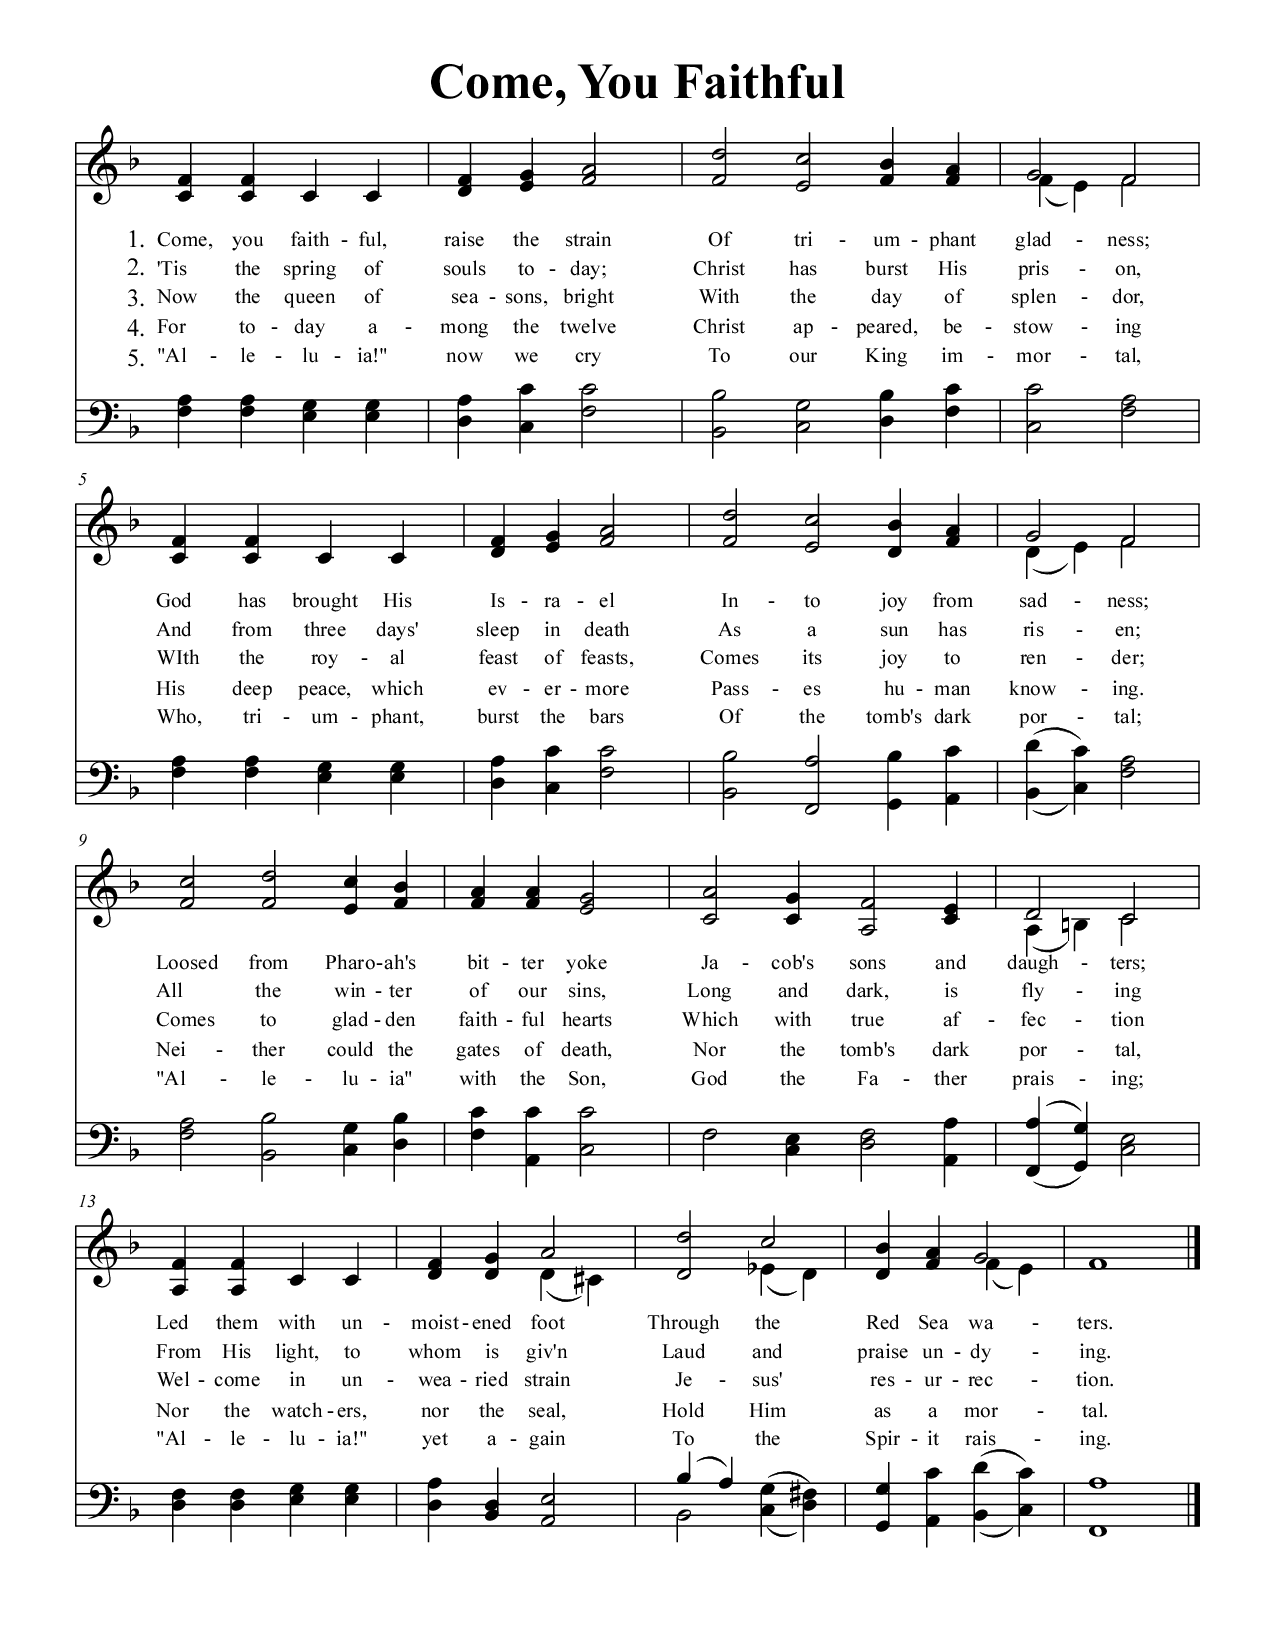 Come, You Faithful
1. Come, you faith - ful, raise the strain Of tri - um - phant glad - ness;
2. 'Tis the spring of souls to - day; Christ has burst His pris - on,
3. Now the queen of sea - sons, bright With the day of splen - dor,
4. For to - day a - mong the twelve Christ ap - peared, be - stow - ing
5. "Al - le - lu - ia!" now we cry To our King im - mor - tal,
5
God has brought His Is - ra - el In - to joy from sad - ness;
And from three days' sleep in death As a sun has ris - en;
WIth the roy - al feast of feasts, Comes its joy to ren - der;
His deep peace, which ev - er - more Pass - es hu - man know - ing.
Who, tri - um - phant, burst the bars Of the tomb's dark por - tal;
9
Loosed from Pharo - ah's bit - ter yoke Ja - cob's sons and daugh - ters;
All the win - ter of our sins, Long and dark, is fly - ing
Comes to glad - den faith - ful hearts Which with true af - fec - tion
Nei - ther could the gates of death, Nor the tomb's dark por - tal,
"Al - le - lu - ia" with the Son, God the Fa - ther prais - ing;
13
Led them with un - moist - ened foot Through the Red Sea wa - ters.
From His light, to whom is giv'n Laud and praise un - dy - ing.
Wel - come in un - wea - ried strain Je - sus' res - ur - rec - tion.
Nor the watch - ers, nor the seal, Hold Him as a mor - tal.
"Al - le - lu - ia!" yet a - gain To the Spir - it rais - ing.